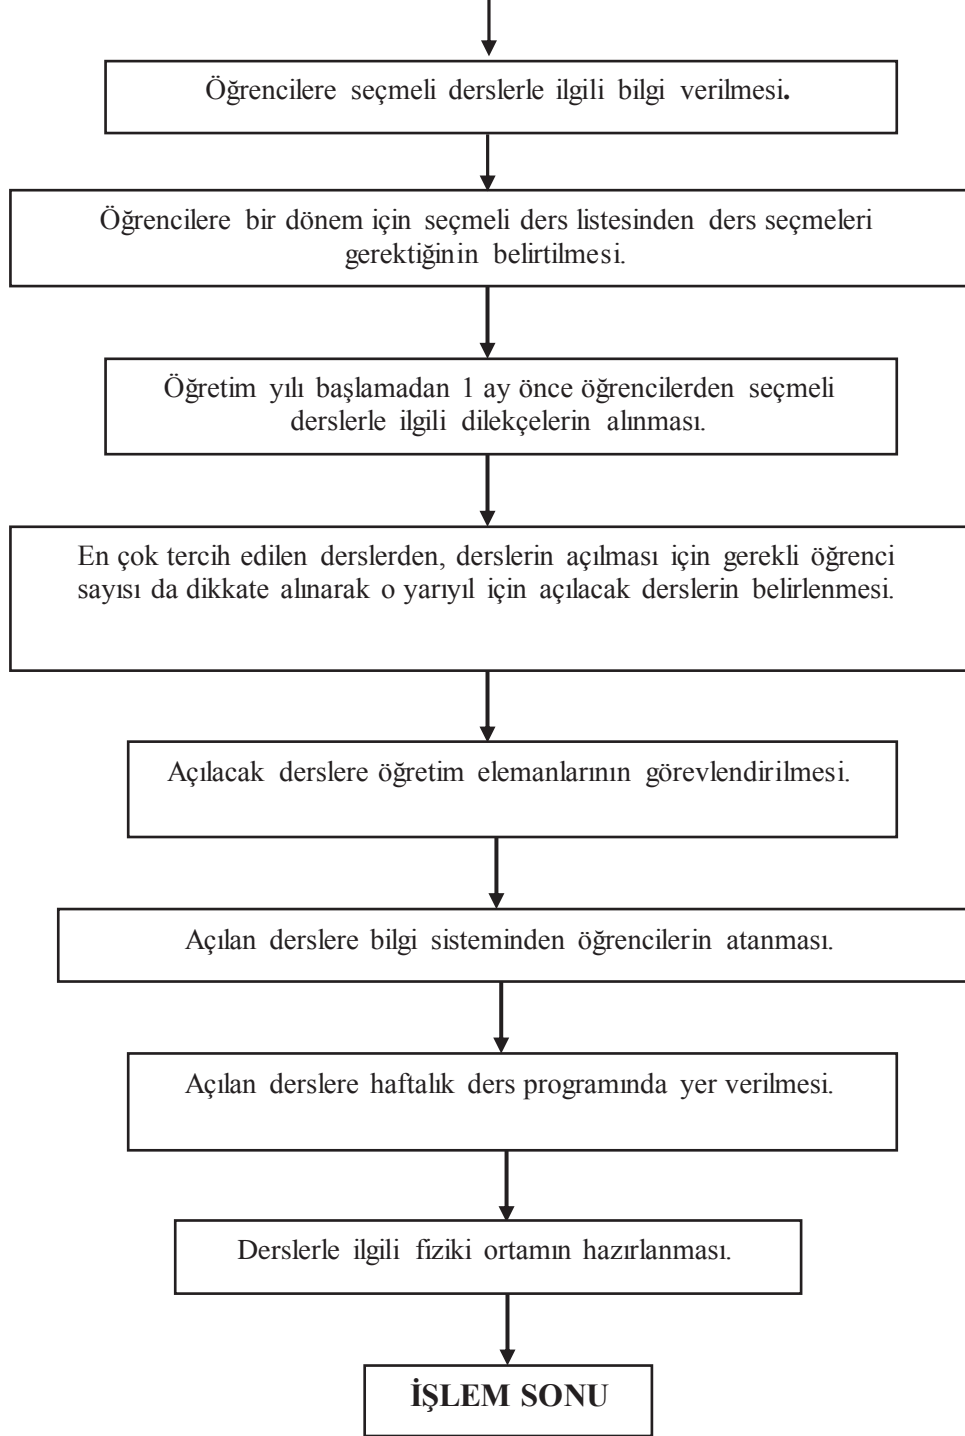 Öğrencilere seçmeli derslerle ilgili bilgi verilmesi.
Öğrencilere bir dönem için seçmeli ders listesinden ders seçmeleri
gerektiğinin belirtilmesi.
Öğretim yılı başlamadan 1 ay önce öğrencilerden seçmeli
derslerle ilgili dilekçelerin alınması.
En çok tercih edilen derslerden, derslerin açılması için gerekli öğrenci
sayısı da dikkate alınarak o yarıyıl için açılacak derslerin belirlenmesi.
Açılacak derslere öğretim elemanlarının görevlendirilmesi.
Açılan derslere bilgi sisteminden öğrencilerin atanması.
Açılan derslere haftalık ders programında yer verilmesi.
Derslerle ilgili fiziki ortamın hazırlanması.
İŞLEM SONU